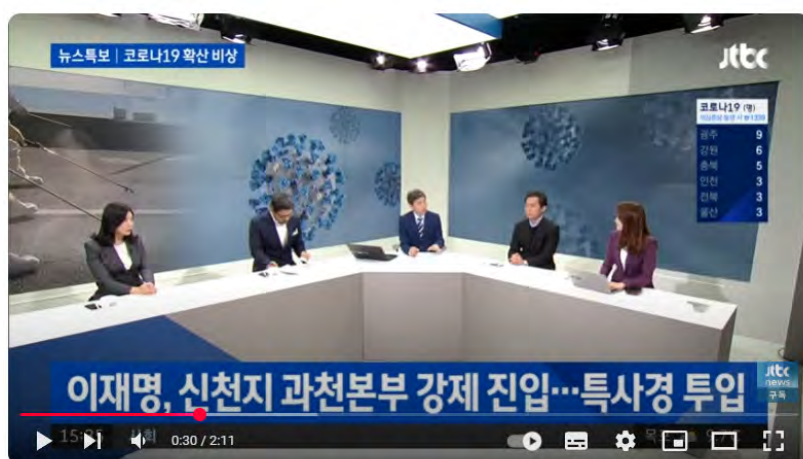 뉴스특보 | 코로나19 확산 비상
jtbc
코로나19 (명)
광주 9
강원 6
충북 5
인천 3
전북 3
울산 3
이재명, 신천지 과천본부 강제 진입…특사경 투입
jtbc
news
구독
0:30 / 2:11